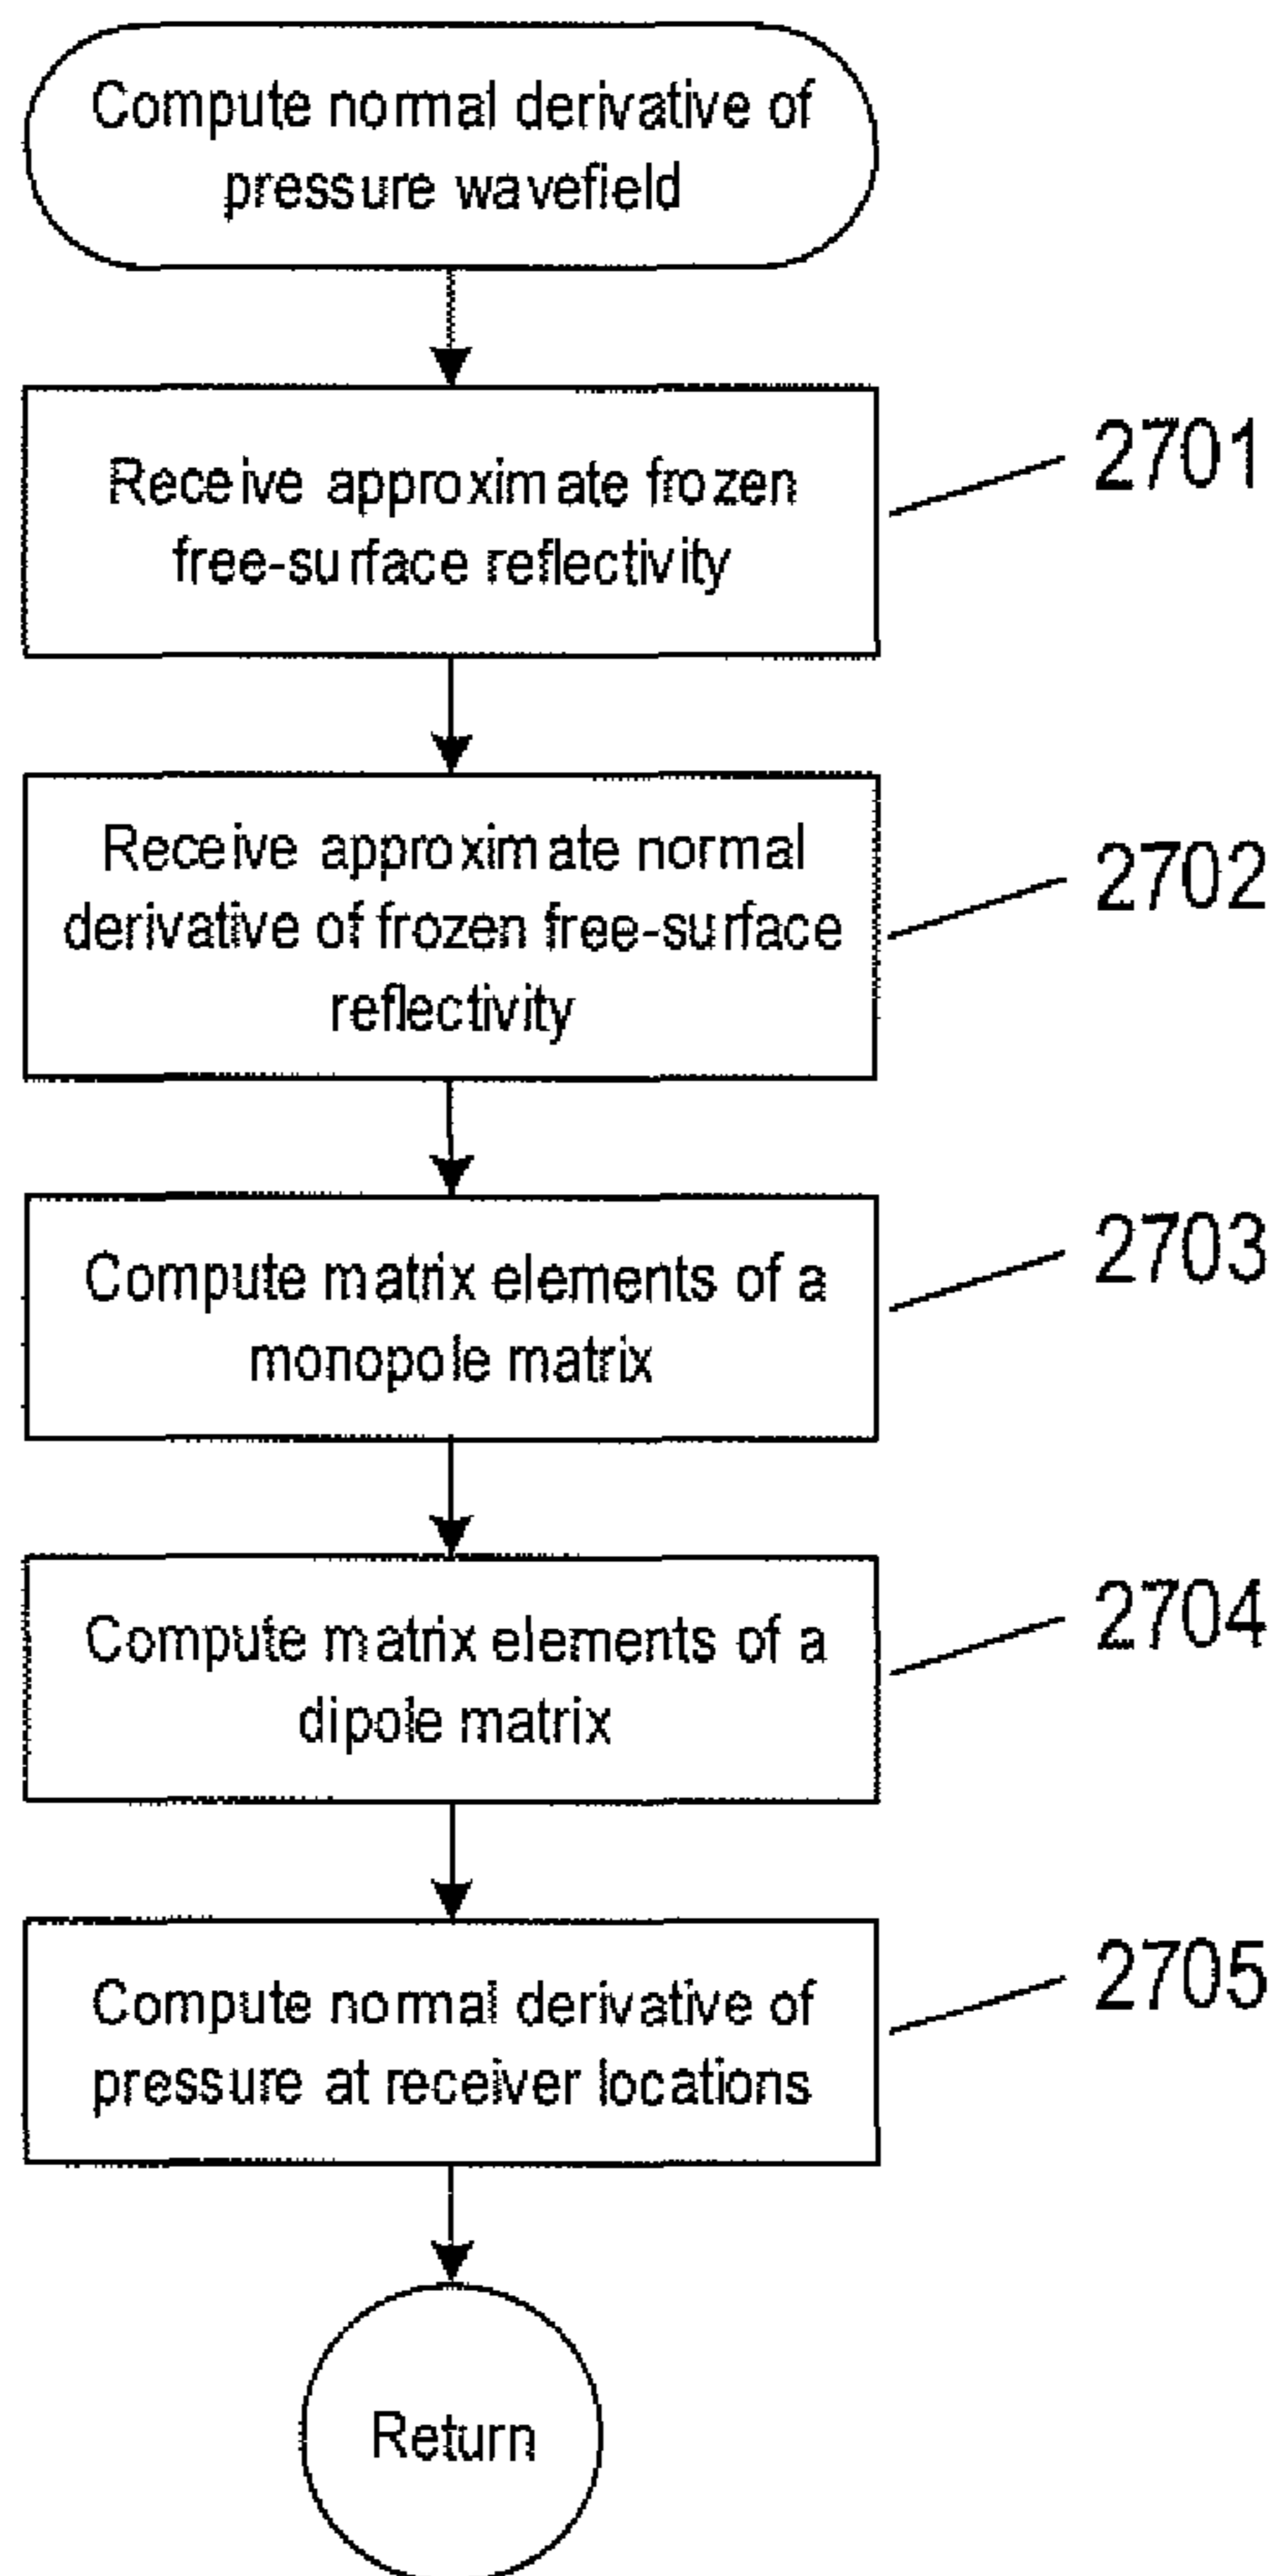 Compute normal derivative of
pressure wavefield
Receive approximate frozen
free-surface reflectivity
2701
Receive approximate normal
derivative of frozen free-surface
reflectivity
2702
Compute matrix elements of a
monopole matrix
2703
Compute matrix elements of a
dipole matrix
2704
Compute normal derivative of
pressure at receiver locations
2705
Return